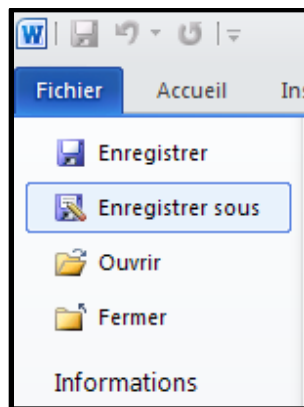 W
Fichier Accueil Ins
Enregistrer
Enregistrer sous
Ouvrir
Fermer
Informations